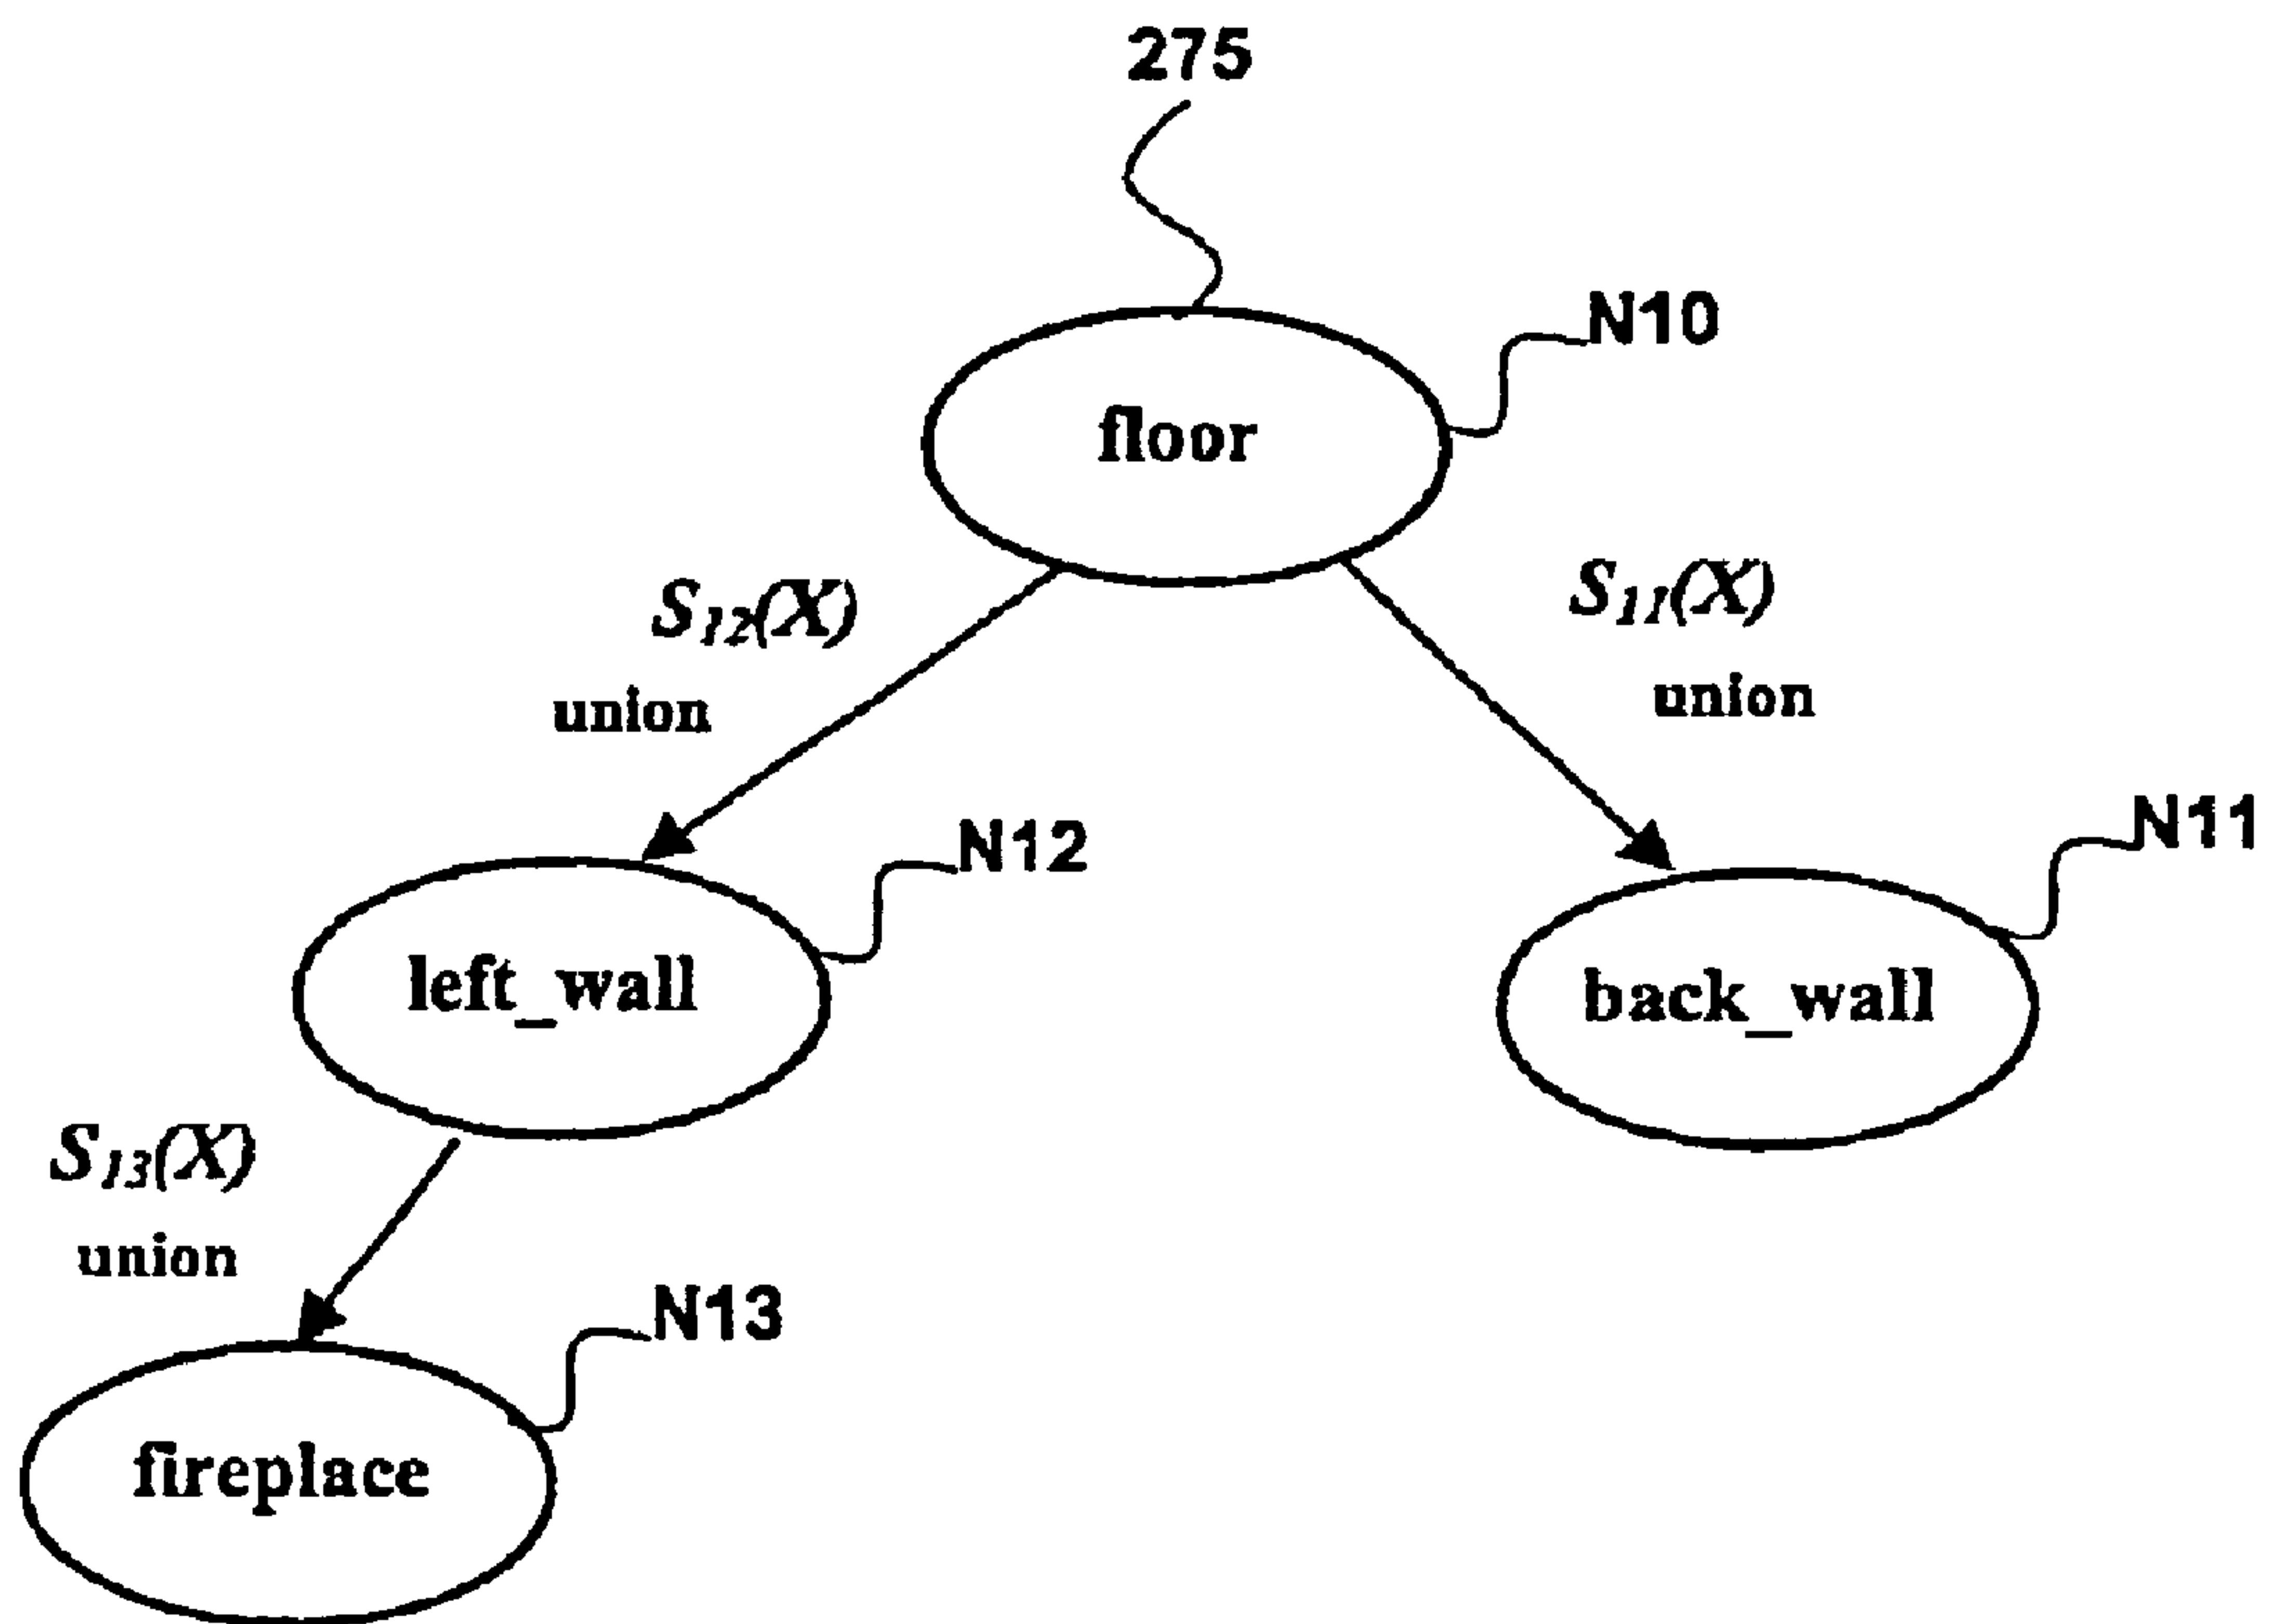 275
N10
floor
S12(X)
union
S11(X)
union
N12
N11
left_wall
back_wall
S13(X)
union
N13
fireplace